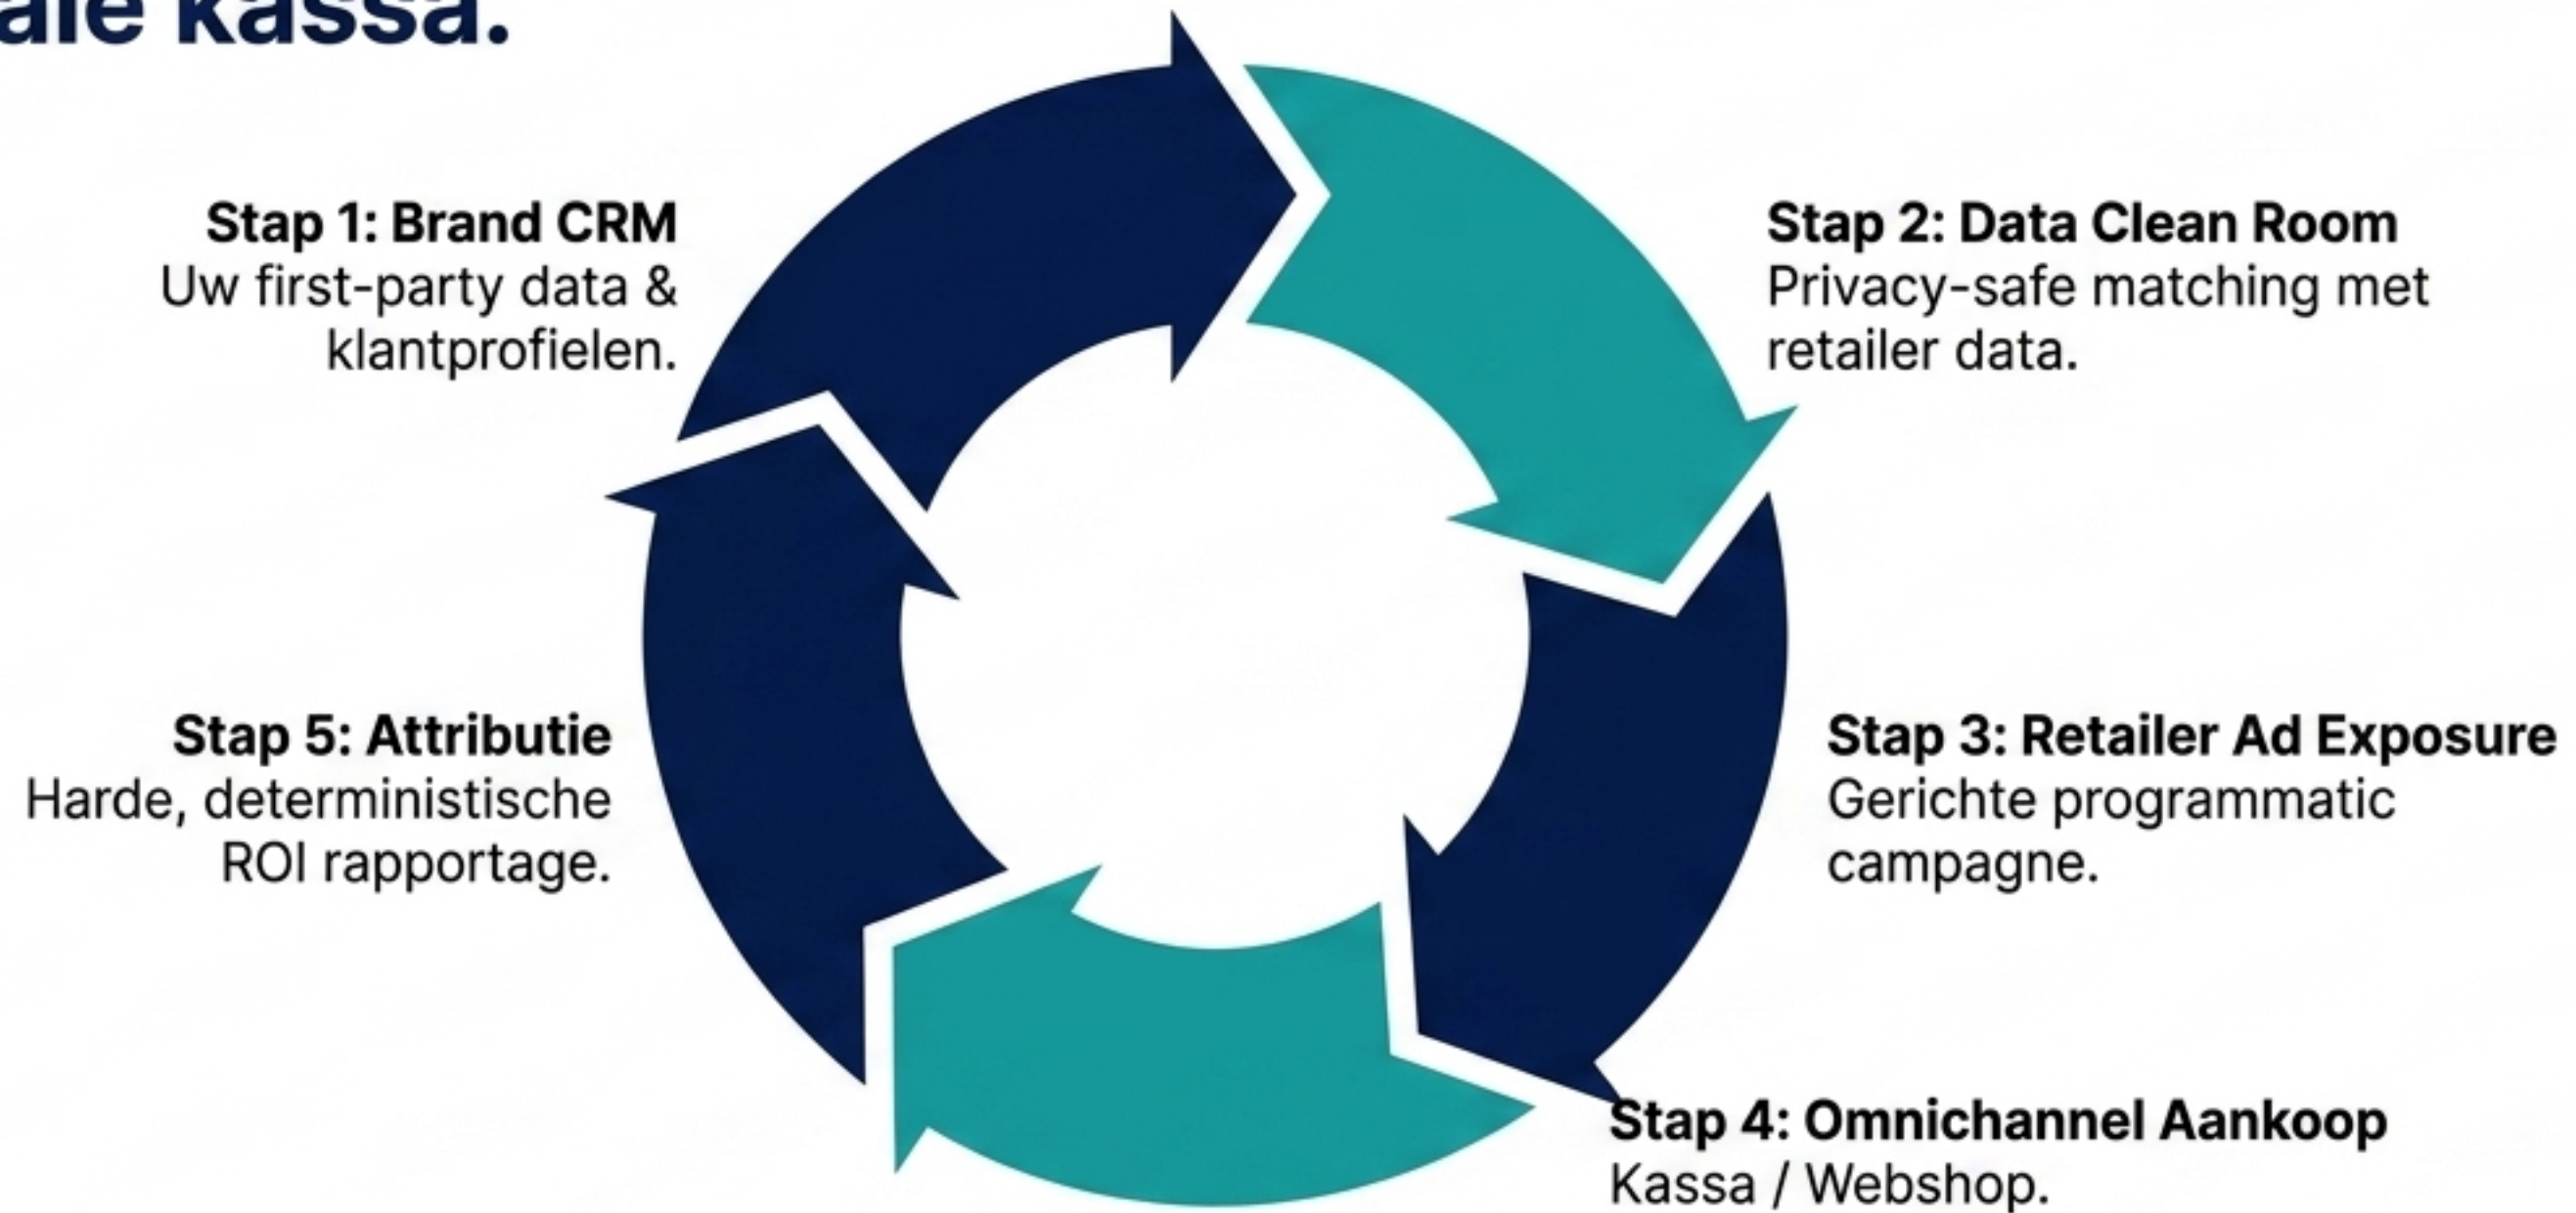 kassa.
Stap 1: Brand CRM
Uw first-party data &
klantprofielen.
Stap 2: Data Clean Room
Privacy-safe matching met
retailer data.
Stap 3: Retailer Ad Exposure
Gerichte programmatic
campagne.
Stap 4: Omnichannel Aankoop
Kassa / Webshop.
Stap 5: Attributie
Harde, deterministische
ROI rapportage.